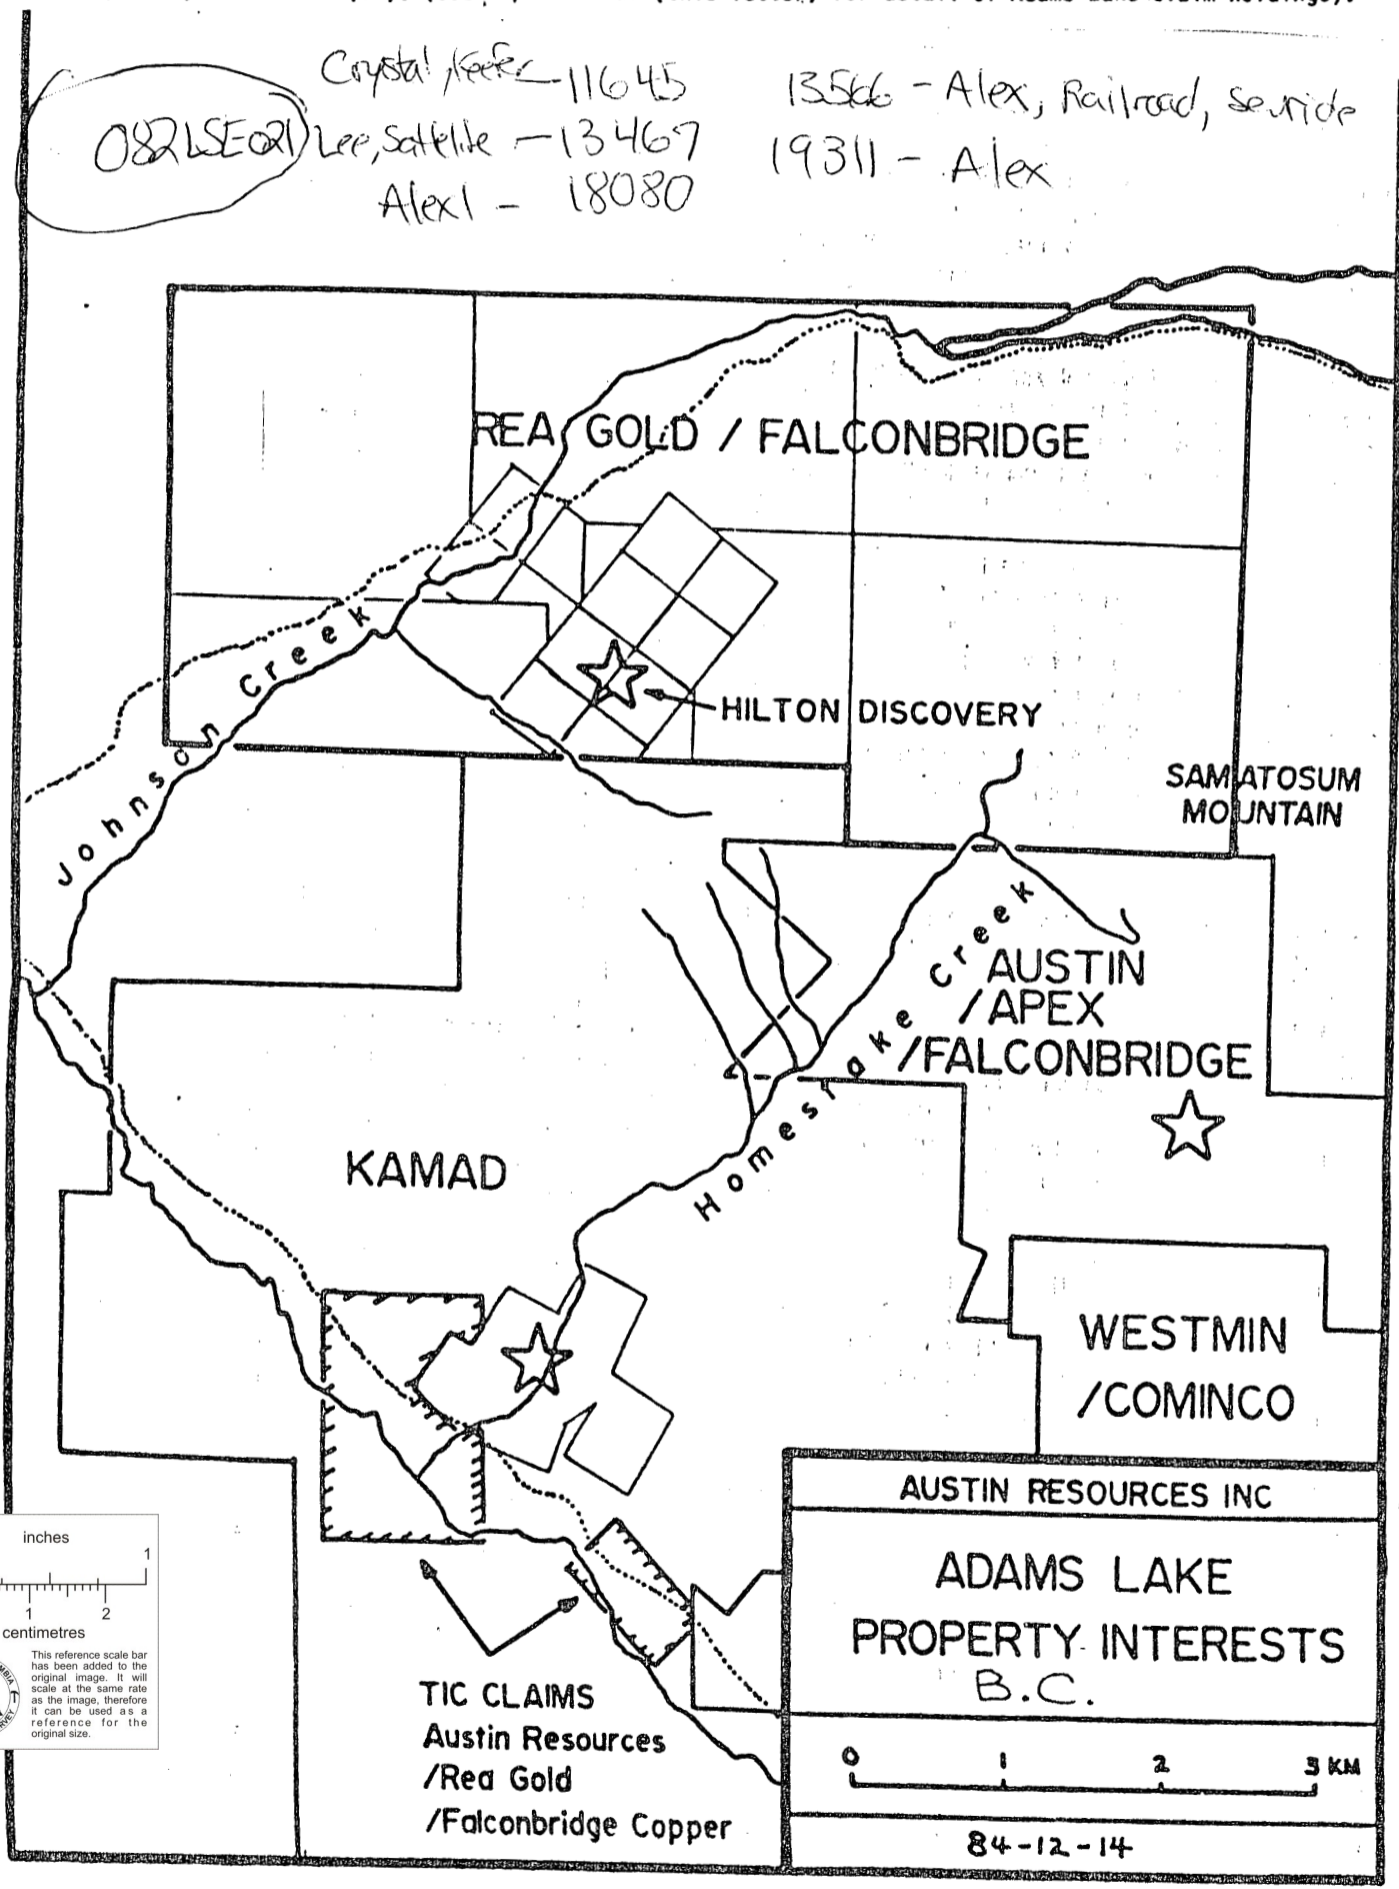 Crystal, Keefer - 11645
13566 - Alex, Railroad,
082LSE021
Lee, Sattelite - 13467
19311 - Alex
Alex1 - 18080
REA GOLD / FALCONBRIDGE
Johnson Creek
HILTON DISCOVERY
SAMATOSUM
MOUNTAIN
Homestake Creek
AUSTIN
/APEX
/FALCONBRIDGE
KAMAD
WESTMIN
/COMINCO
AUSTIN RESOURCES INC
ADAMS LAKE
PROPERTY INTERESTS
B.C.
0 1 2 3 KM
84-12-14
TIC CLAIMS
Austin Resources
/Rea Gold
/Falconbridge Copper
inches
1
1 2
centimetres
This reference scale bar
has been added to the
original image. It will
scale at the same rate
as the image, therefore
it can be used as a
reference for the
original size.